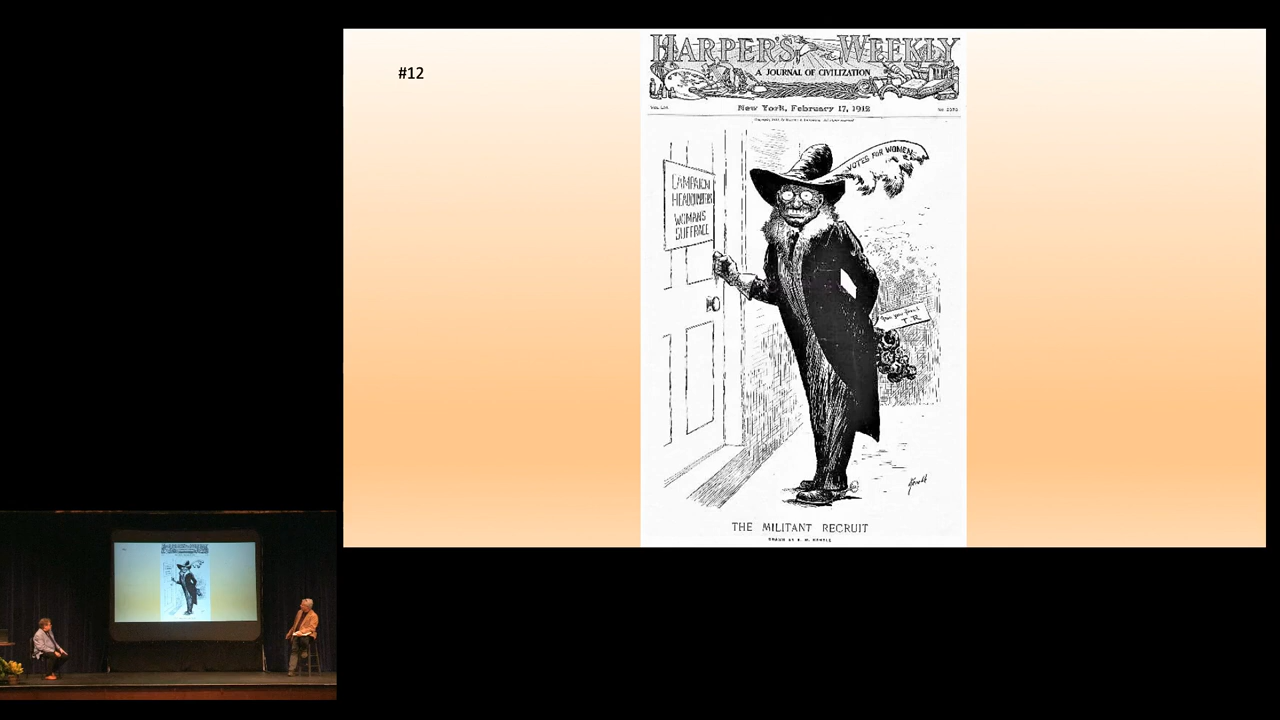 #12
HARPER'S WEEKLY
A JOURNAL OF CIVILIZATION
New York, February 17, 1912
VOTES FOR WOMEN
CAMPAIGN
HEADQUARTERS
WOMANS
SUFFRAGE
T. R.
THE MILITANT RECRUIT